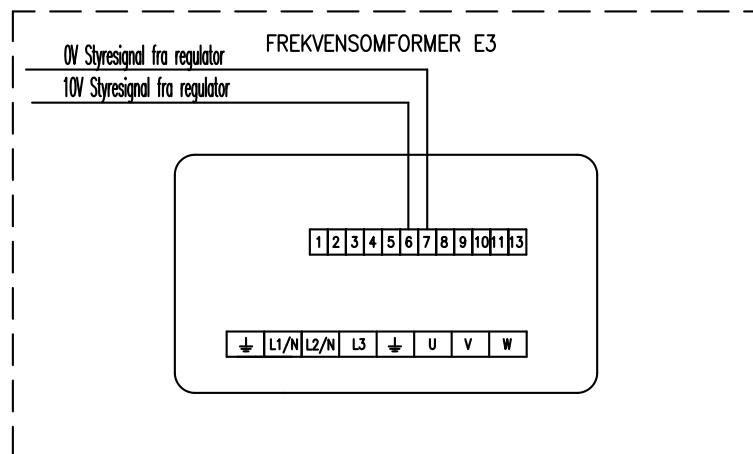 FREKVENSOMFORMER E3
0V Styresignal fra regulator
10V Styresignal fra regulator
1 2 3 4 5 6 7 8 9 10 11 13
⏚ L1/N L2/N L3 ⏚ U V W